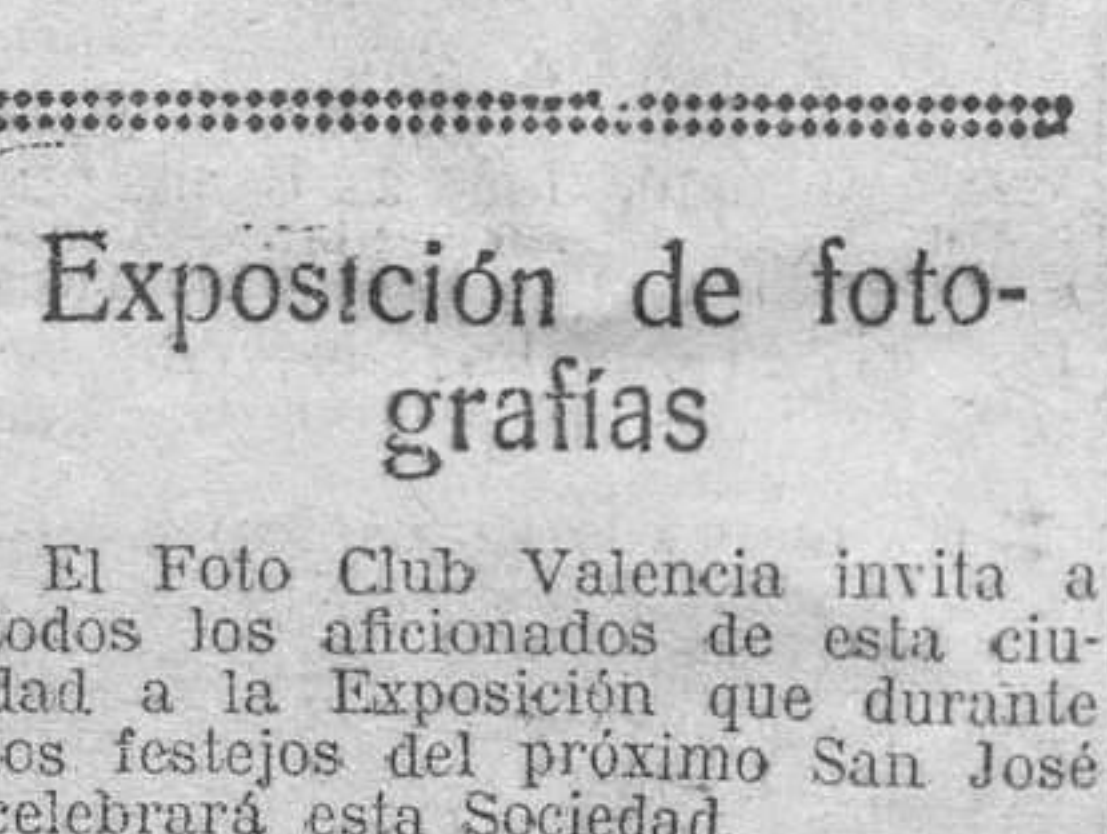 Exposición de foto-
grafías
El Foto Club Valencia invita a
todos los aficionados de esta ciu-
dad a la Exposición que durante
los festejos del próximo San José
celebrará esta Sociedad